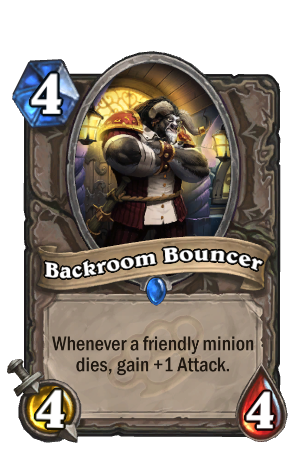 4
Backroom Bouncer
Whenever a friendly minion
dies, gain +1 Attack.
4
4